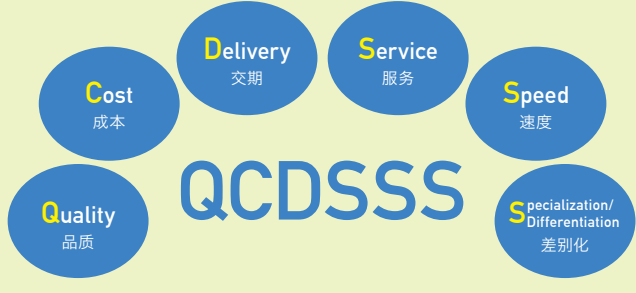 Quality
品质
Cost
成本
Delivery
交期
Service
服务
Speed
速度
Specialization/
Differentiation
差别化
QCDSSS